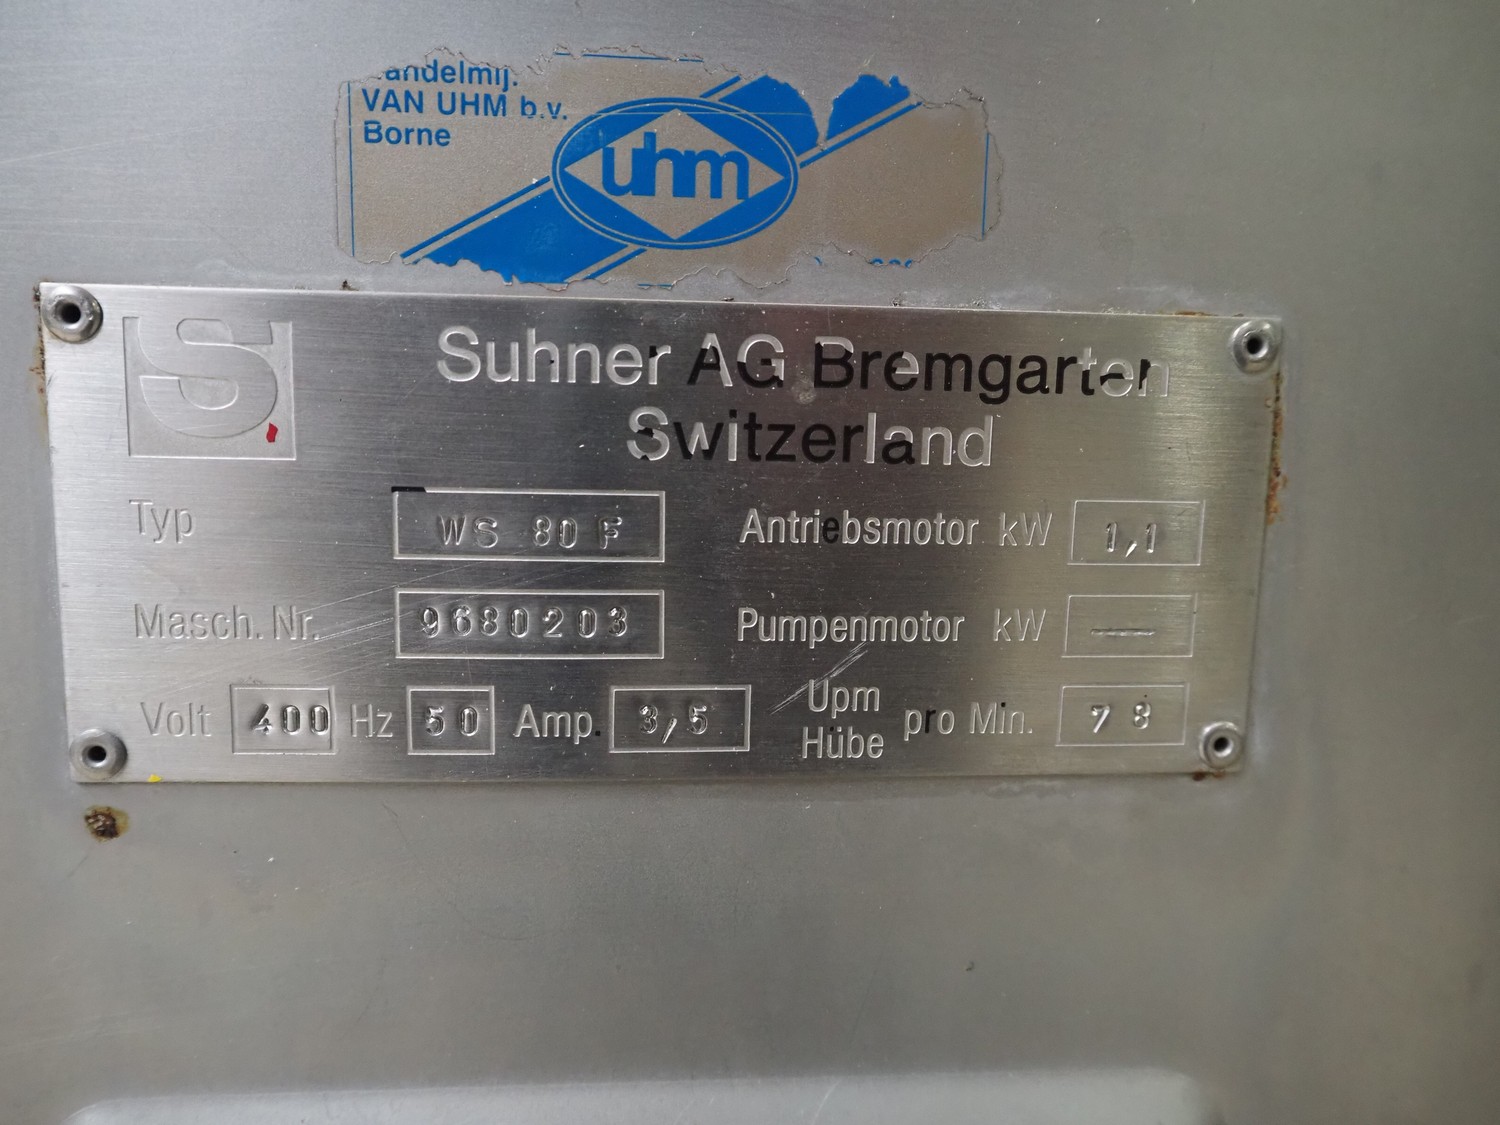 VAN UHM b.v.
Borne
uhm
S
Suhner AG Bremgarten
Switzerland
Typ WS 80 F Antriebsmotor kW 1,1
Masch. Nr. 9680203 Pumpenmotor kW —
Volt 400 Hz 50 Amp. 3,5 Upm pro Min. 78
Hübe